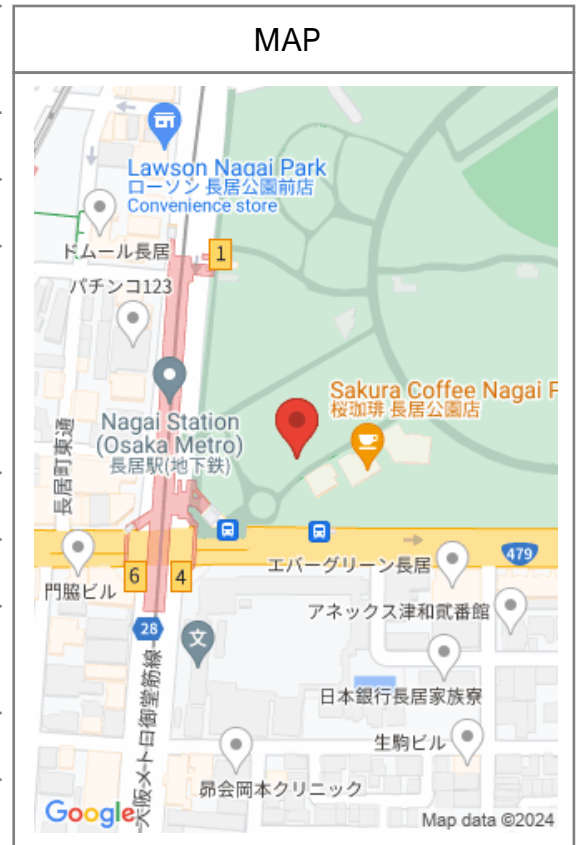 MAP
Lawson Nagai Park
ローソン 長居公園前店
Convenience store
ドムール長居
1
パチンコ123
Sakura Coffee Nagai P
桜珈琲 長居公園店
Nagai Station
(Osaka Metro)
長居駅(地下鉄)
長居町東通
479
エバーグリーン長居
門脇ビル
6
4
アネックス津和貮番館
28
文
日本銀行長居家族寮
大阪メトロ御堂筋線
生駒ビル
昴会岡本クリニック
Google
Map data ©2024